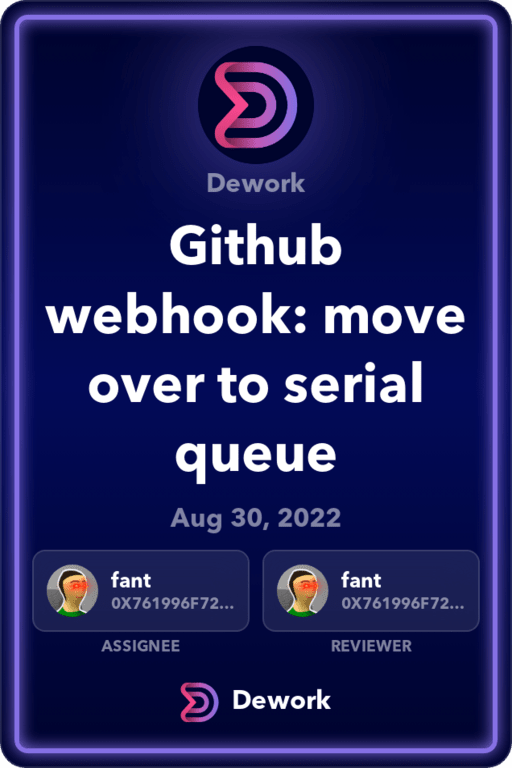 Dework
Github
webhook: move
over to serial
queue
Aug 30, 2022
fant
0X761996F72...
ASSIGNEE
fant
0X761996F72...
REVIEWER
Dework